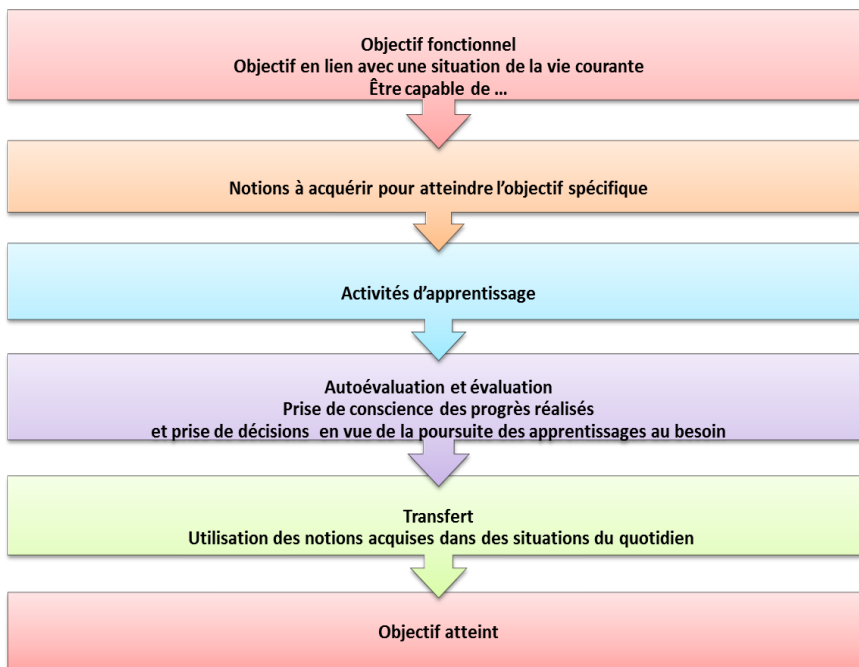 Objectif fonctionnel
Objectif en lien avec une situation de la vie courante
Être capable de …
Notions à acquérir pour atteindre l’objectif spécifique
Activités d’apprentissage
Autoévaluation et évaluation
Prise de conscience des progrès réalisés
et prise de décisions en vue de la poursuite des apprentissages au besoin
Transfert
Utilisation des notions acquises dans des situations du quotidien
Objectif atteint